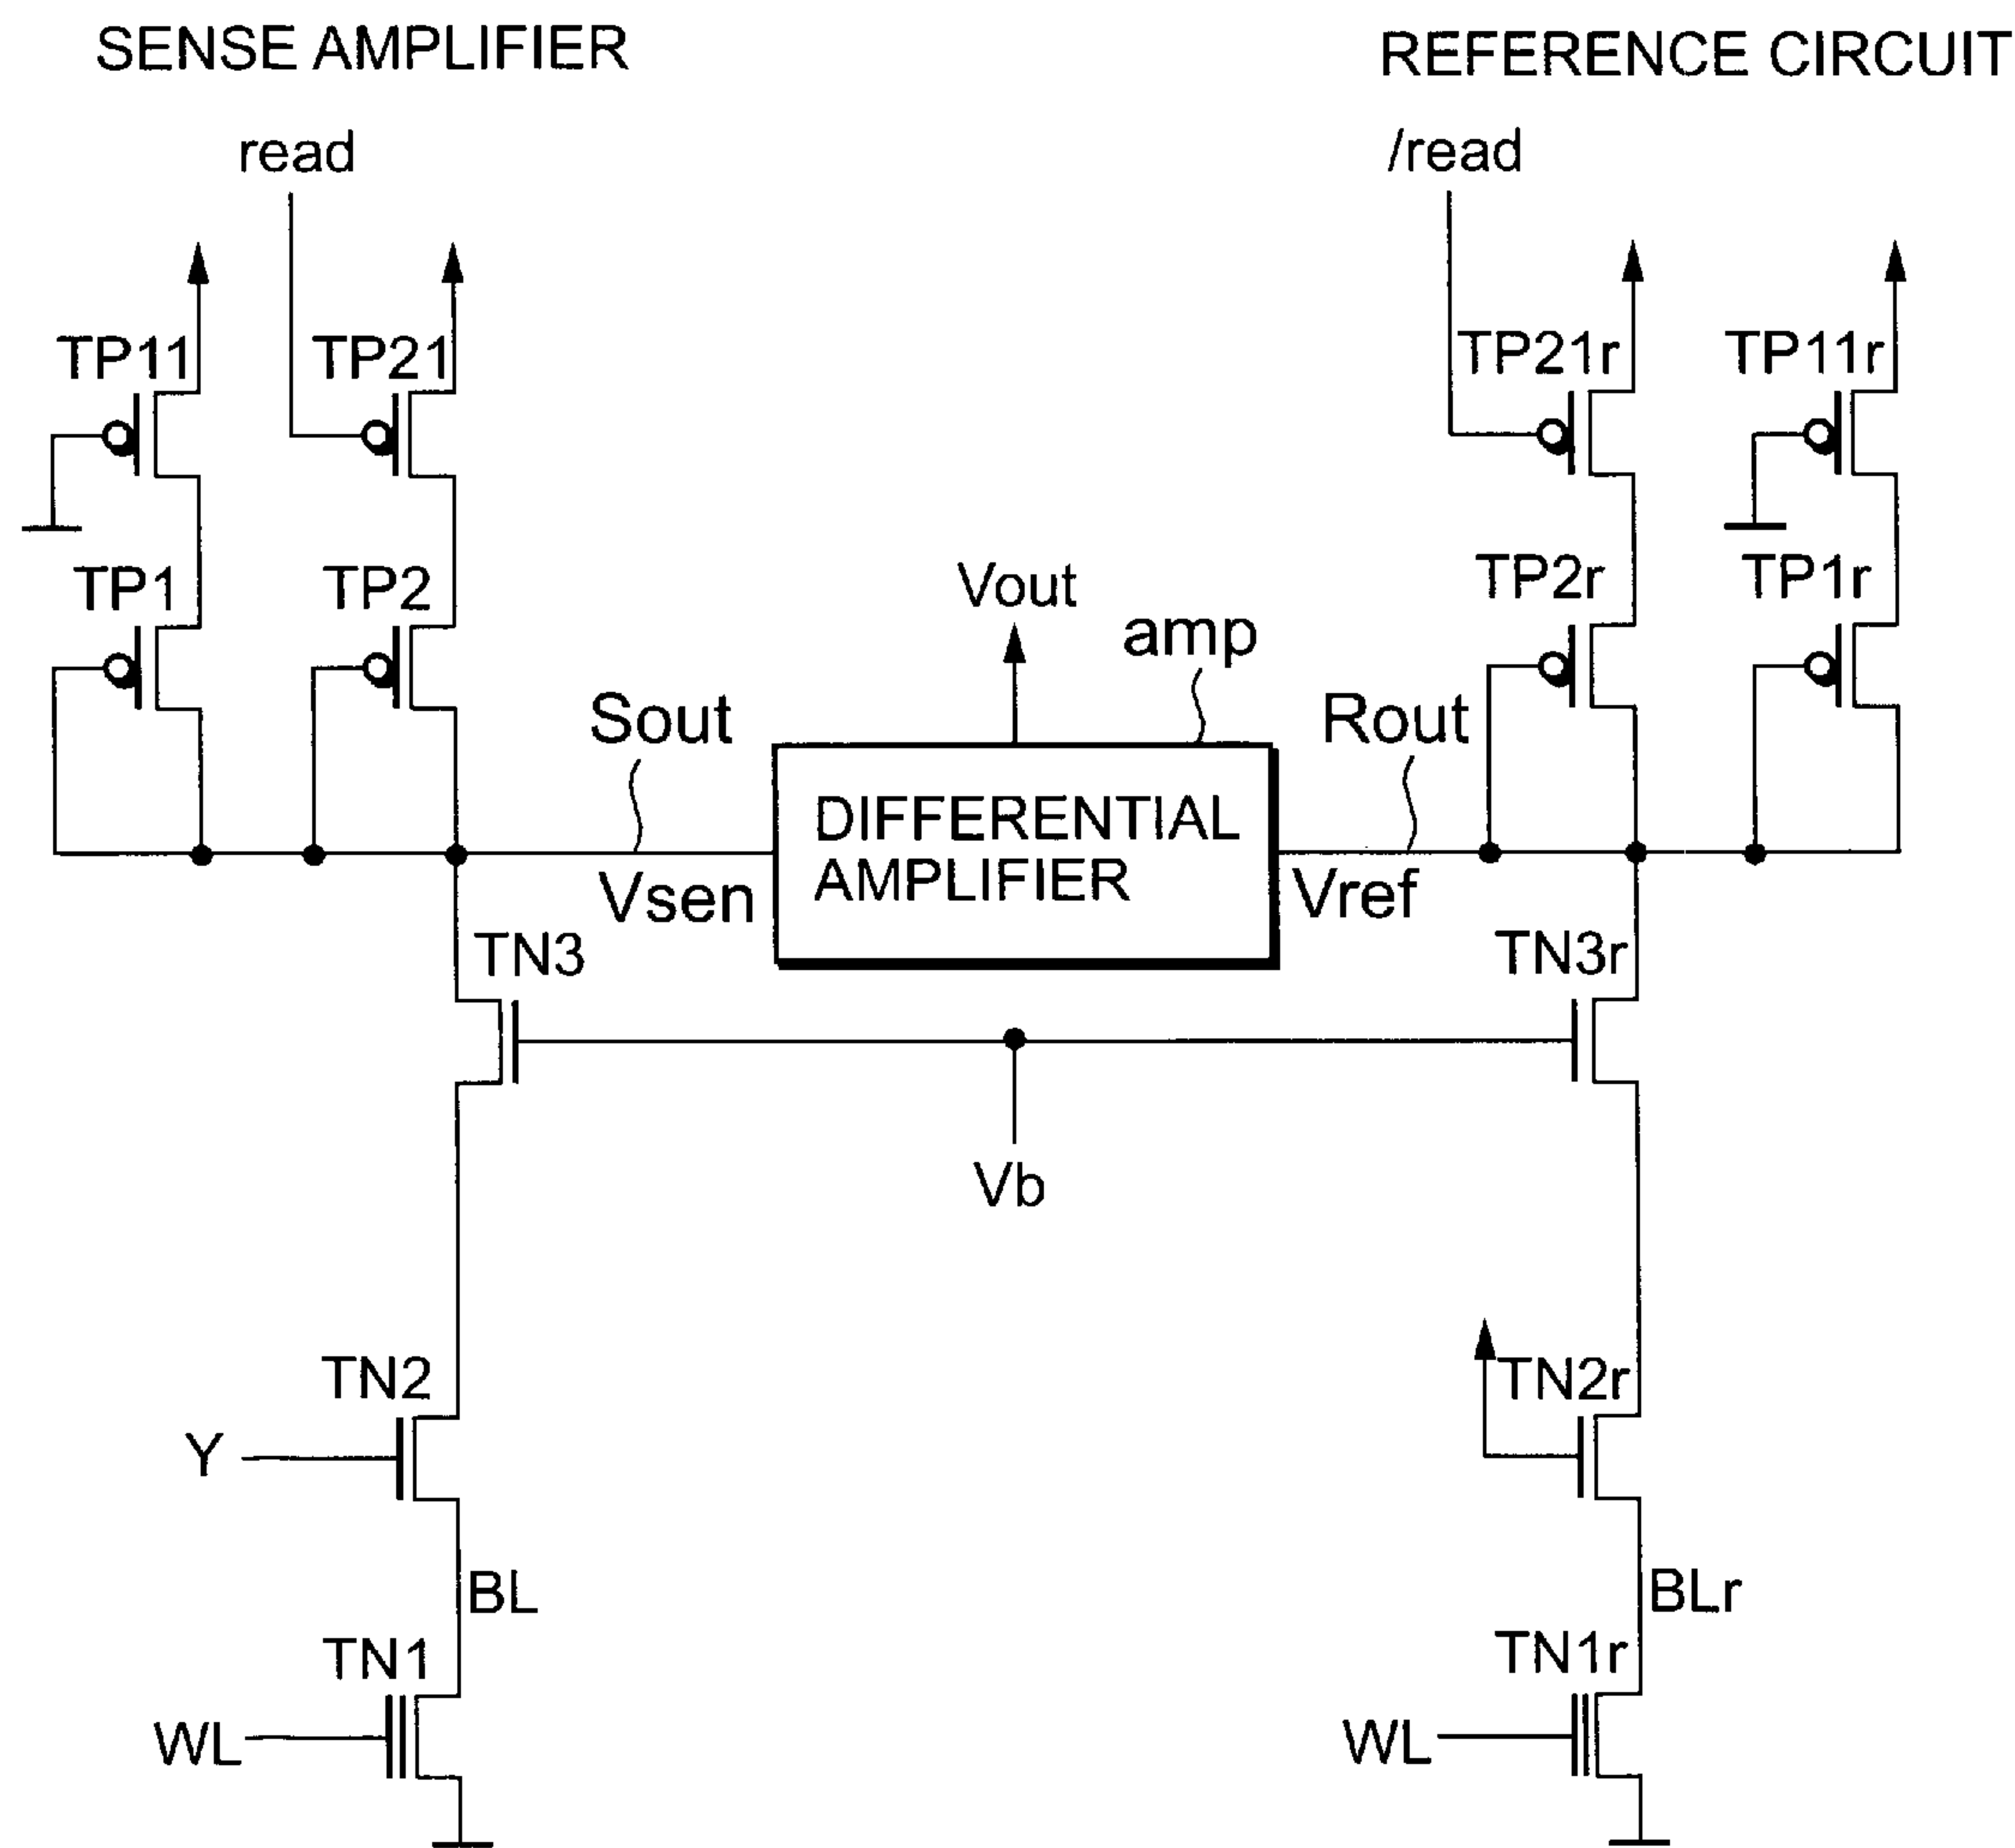 SENSE AMPLIFIER
REFERENCE CIRCUIT
read
/read
TP11
TP21
TP21r
TP11r
TP1
TP2
TP2r
TP1r
Vout
amp
Sout
Rout
DIFFERENTIAL
AMPLIFIER
Vsen
Vref
TN3
TN3r
Vb
TN2
TN2r
Y
BL
BLr
TN1
TN1r
WL
WL